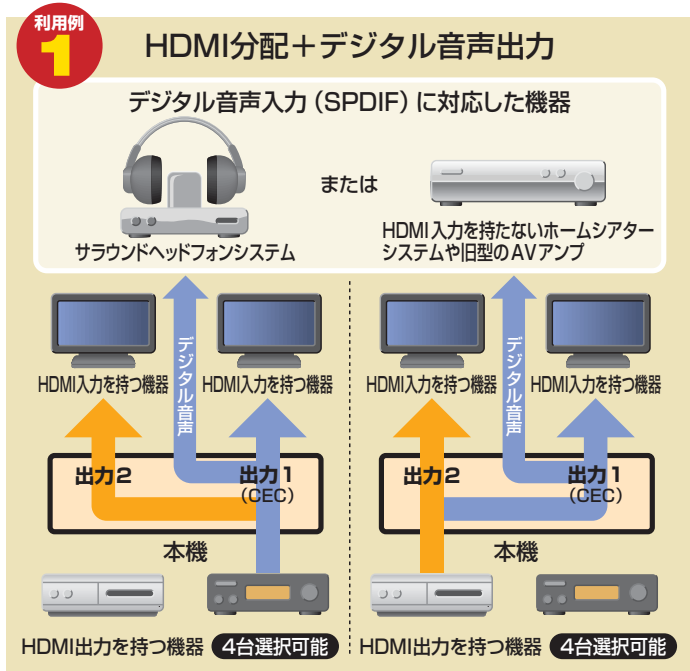 利用例
1
HDMI分配＋デジタル音声出力
デジタル音声入力（SPDIF）に対応した機器
または
サラウンドヘッドフォンシステム
HDMI入力を持たないホームシアター
システムや旧型のAVアンプ
デジタル音声
HDMI入力を持つ機器
HDMI入力を持つ機器
出力2
出力1
（CEC）
本機
HDMI出力を持つ機器
4台選択可能
デジタル音声
HDMI入力を持つ機器
HDMI入力を持つ機器
出力2
出力1
（CEC）
本機
HDMI出力を持つ機器
4台選択可能